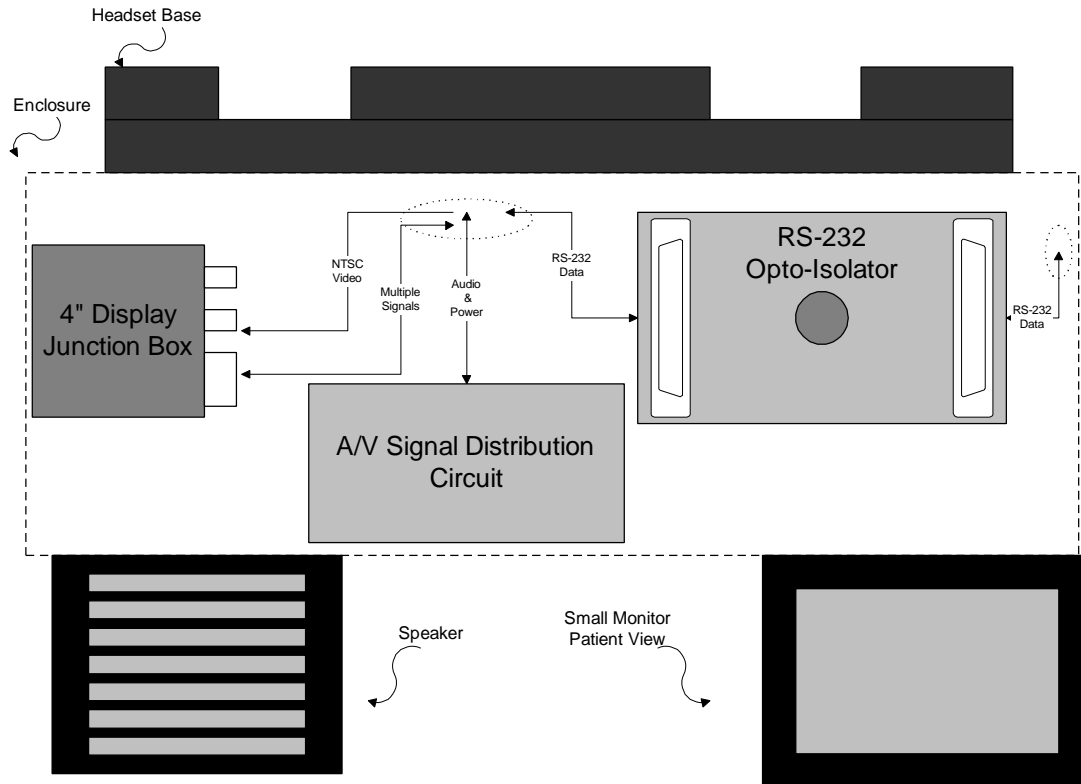 Headset Base
Enclosure
NTSC
Video
Multiple
Signals
Audio
&
Power
RS-232
Data
RS-232
Opto-Isolator
RS-232
Data
4" Display
Junction Box
A/V Signal Distribution
Circuit
Speaker
Small Monitor
Patient View